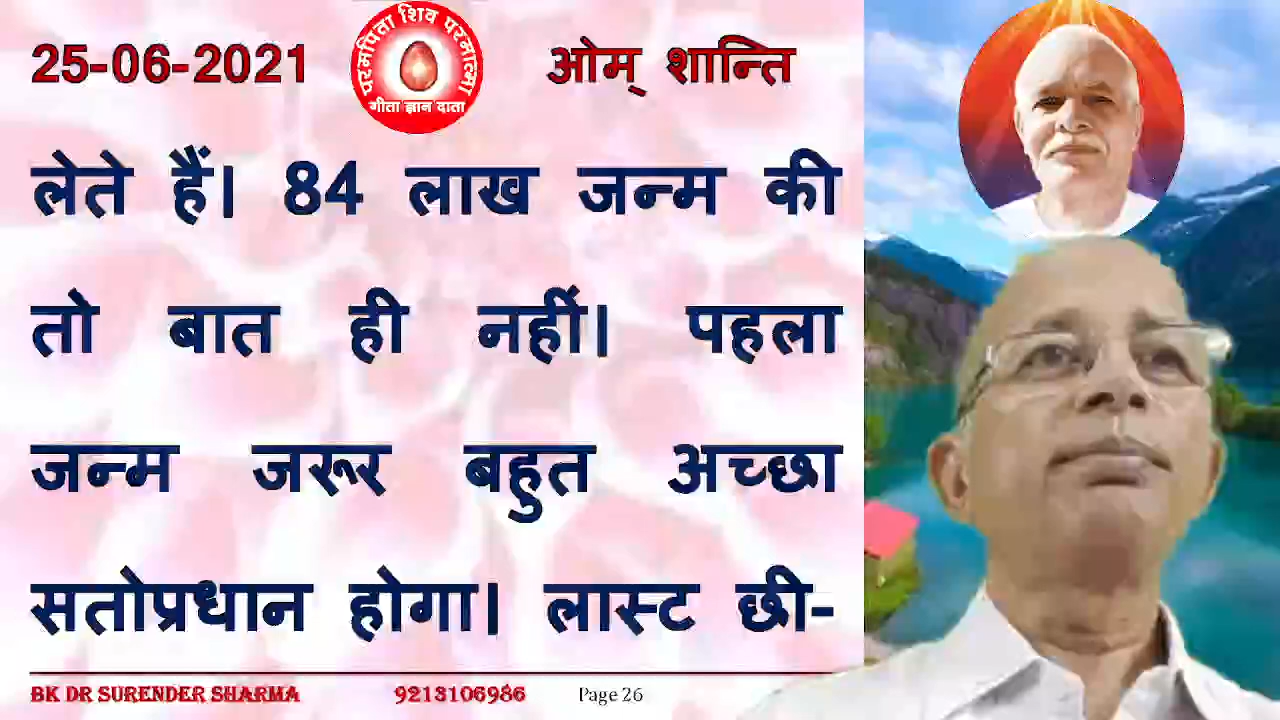 25-06-2021
परमपिता शिव परमात्मा
गीता ज्ञान दाता
ओम् शान्ति
लेते हैं। 84 लाख जन्म की
तो बात ही नहीं। पहला
जन्म जरूर बहुत अच्छा
सतोप्रधान होगा। लास्ट छी-
BK DR SURENDER SHARMA 9213106986 Page 26